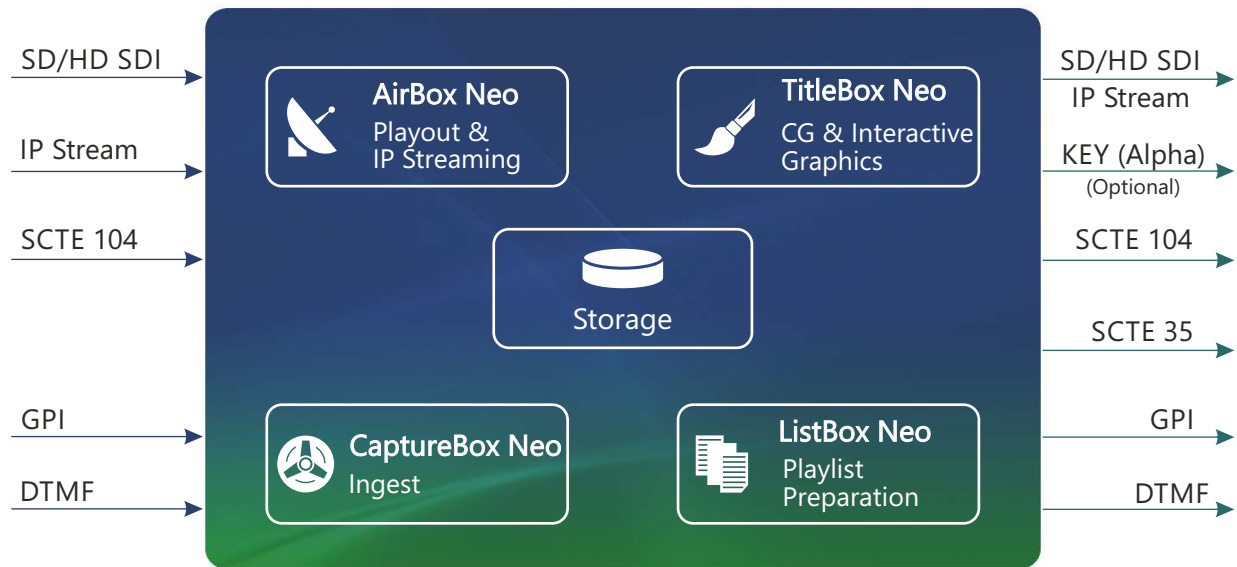 SD/HD SDI
IP Stream
SCTE 104
GPI
DTMF
AirBox Neo
Playout &
IP Streaming
TitleBox Neo
CG & Interactive
Graphics
Storage
CaptureBox Neo
Ingest
ListBox Neo
Playlist
Preparation
SD/HD SDI
IP Stream
KEY (Alpha)
(Optional)
SCTE 104
SCTE 35
GPI
DTMF